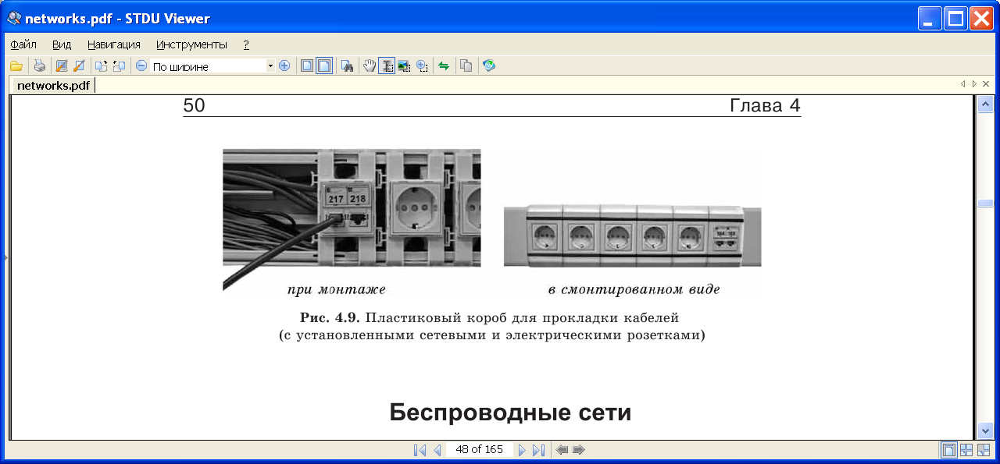 networks.pdf - STDU Viewer
Файл Вид Навигация Инструменты ?
По ширине
networks.pdf
50 Глава 4
217 218
164 165
при монтаже в смонтированном виде
Рис. 4.9. Пластиковый короб для прокладки кабелей
(с установленными сетевыми и электрическими розетками)
Беспроводные сети
48 of 165